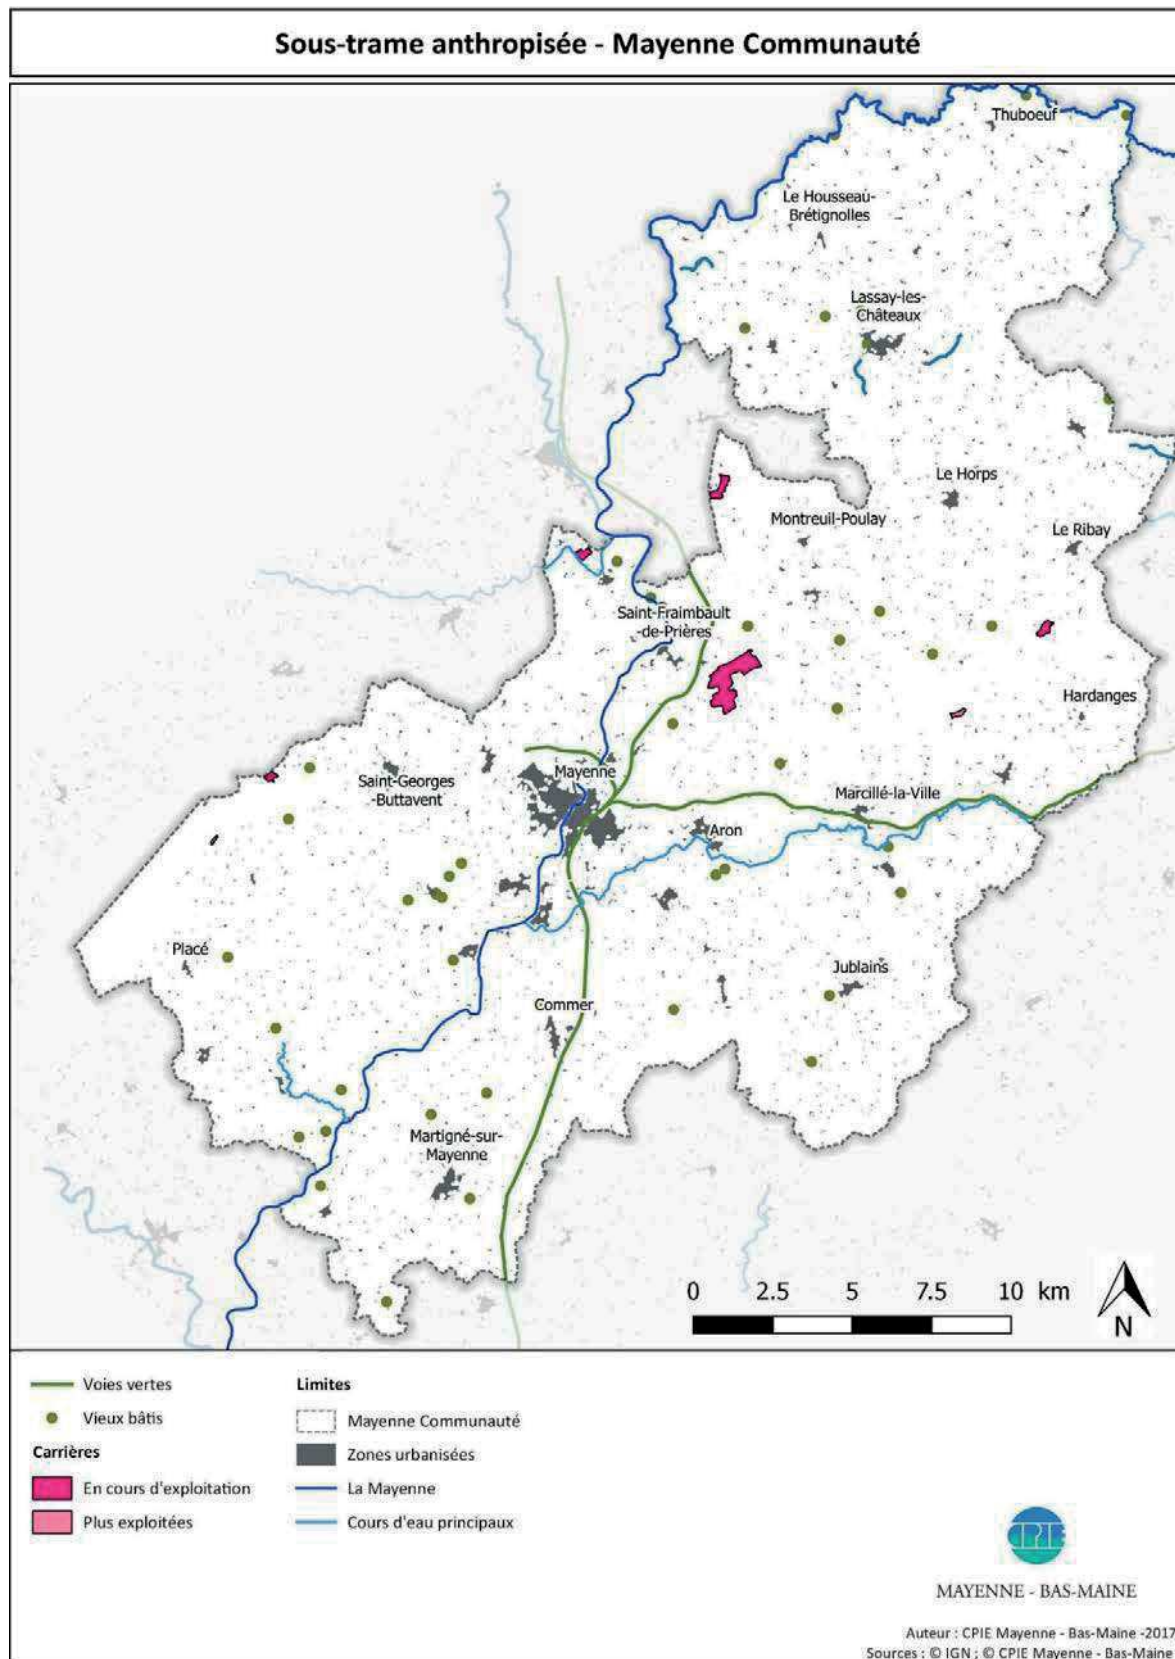 Sous-trame anthropisée - Mayenne Communauté
Thuboeuf
Le Housseau-
Brétignolles
Lassay-les-
Châteaux
Le Horps
Montreuil-Poulay
Le Ribay
Saint-Fraimbault
-de-Prières
Hardanges
Mayenne
Saint-Georges
-Buttavent
Marcillé-la-Ville
Aron
Placé
Jublains
Commer
Martigné-sur-
Mayenne
0 2.5 5 7.5 10 km
N
Voies vertes
Vieux bâtis
Carrières
En cours d'exploitation
Plus exploitées
Limites
Mayenne Communauté
Zones urbanisées
La Mayenne
Cours d'eau principaux
CPIE
MAYENNE - BAS-MAINE
Auteur : CPIE Mayenne - Bas-Maine -2017
Sources : © IGN ; © CPIE Mayenne - Bas-Maine